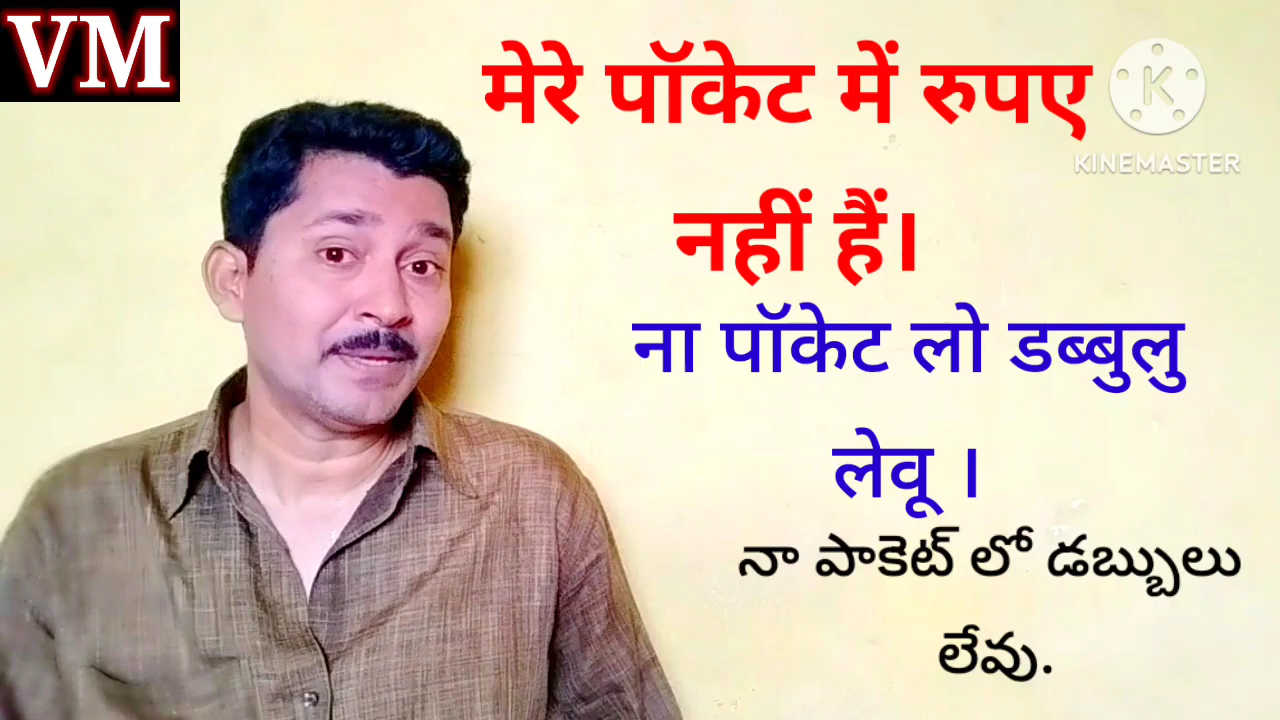 VM
मेरे पॉकेट में रुपए
नहीं हैं।
K
KINEMASTER
ना पॉकेट लो डब्बुलु
लेवू ।
నా పాకెట్ లో డబ్బులు
లేవు.